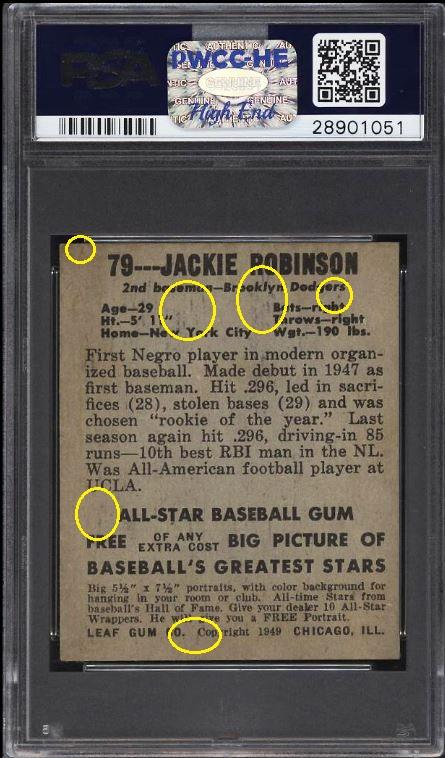 PSA
PWCC-HE
GENUINE
High End
28901051
79---JACKIE ROBINSON
2nd baseman—Brooklyn Dodgers
Age—29 Bats—right
Ht.—5' 11" Throws—right
Home—New York City Wgt.—190 lbs.
First Negro player in modern organ-
ized baseball. Made debut in 1947 as
first baseman. Hit .296, led in sacri-
fices (28), stolen bases (29) and was
chosen "rookie of the year." Last
season again hit .296, driving-in 85
runs—10th best RBI man in the NL.
Was All-American football player at
UCLA.
ALL-STAR BASEBALL GUM
FREE OF ANY EXTRA COST BIG PICTURE OF
BASEBALL'S GREATEST STARS
Big 5½" x 7½" portraits, with color background for
hanging in your room or club. All-time Stars from
baseball's Hall of Fame. Give your dealer 10 All-Star
Wrappers. He will give you a FREE Portrait.
LEAF GUM CO. Copyright 1949 CHICAGO, ILL.